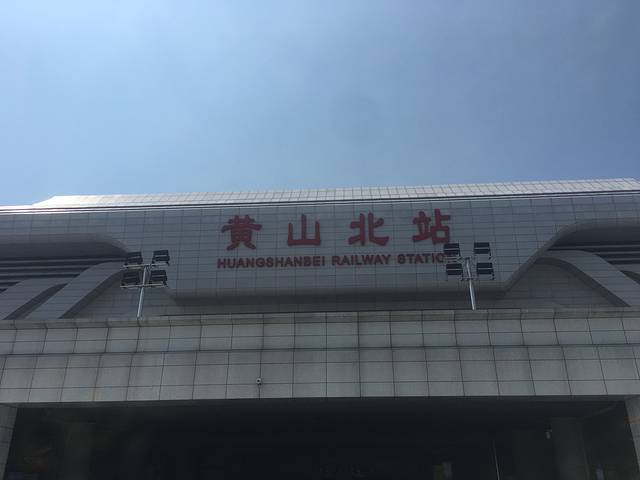 黄山北站
HUANGSHANBEI RAILWAY STATIO